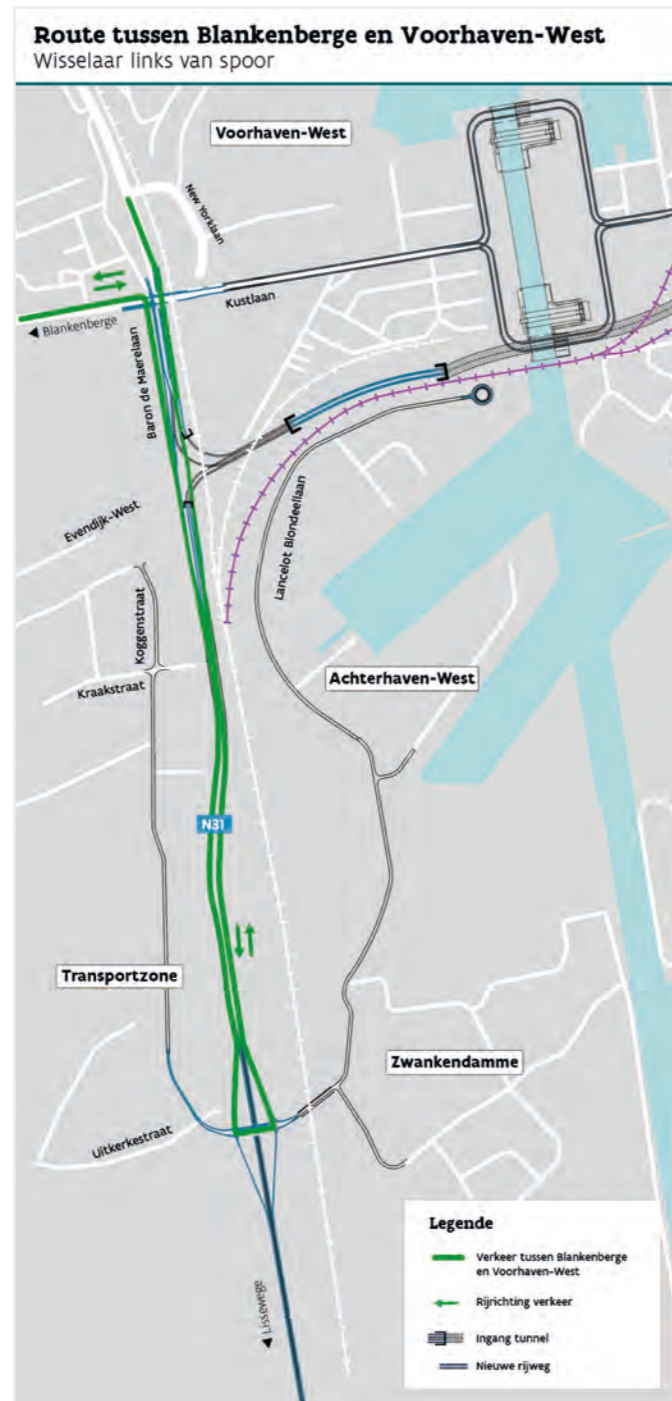 Route tussen Blankenberge en Voorhaven-West
Wisselaar links van spoor
Voorhaven-West
New Yorklaan
Kustlaan
◀ Blankenberge
Baron de Maerelaan
Evendijk-West
Lancelot Blondeellaan
Koggenstraat
Kraakstraat
Achterhaven-West
N31
Transportzone
Zwankendamme
Uitkerkestraat
◀ Lissewege
Legende
Verkeer tussen Blankenberge
en Voorhaven-West
Rijrichting verkeer
Ingang tunnel
Nieuwe rijweg